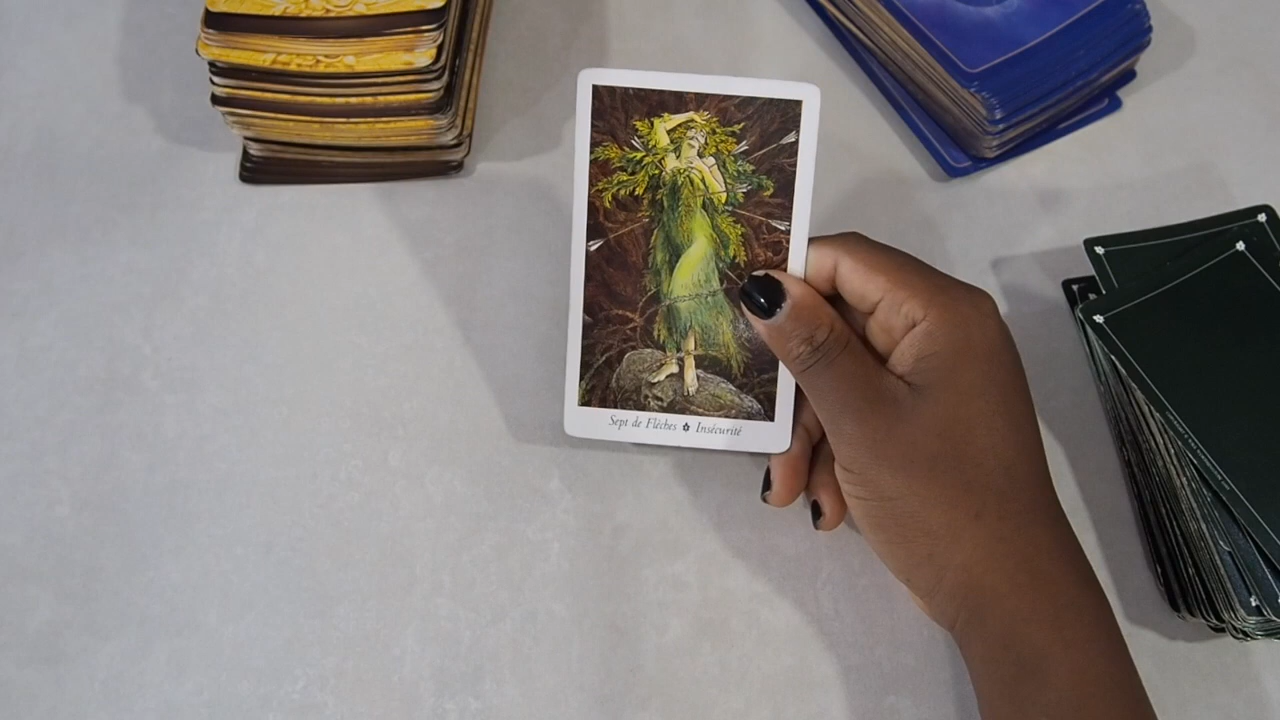 Sept de Flèches ❀ Insécurité